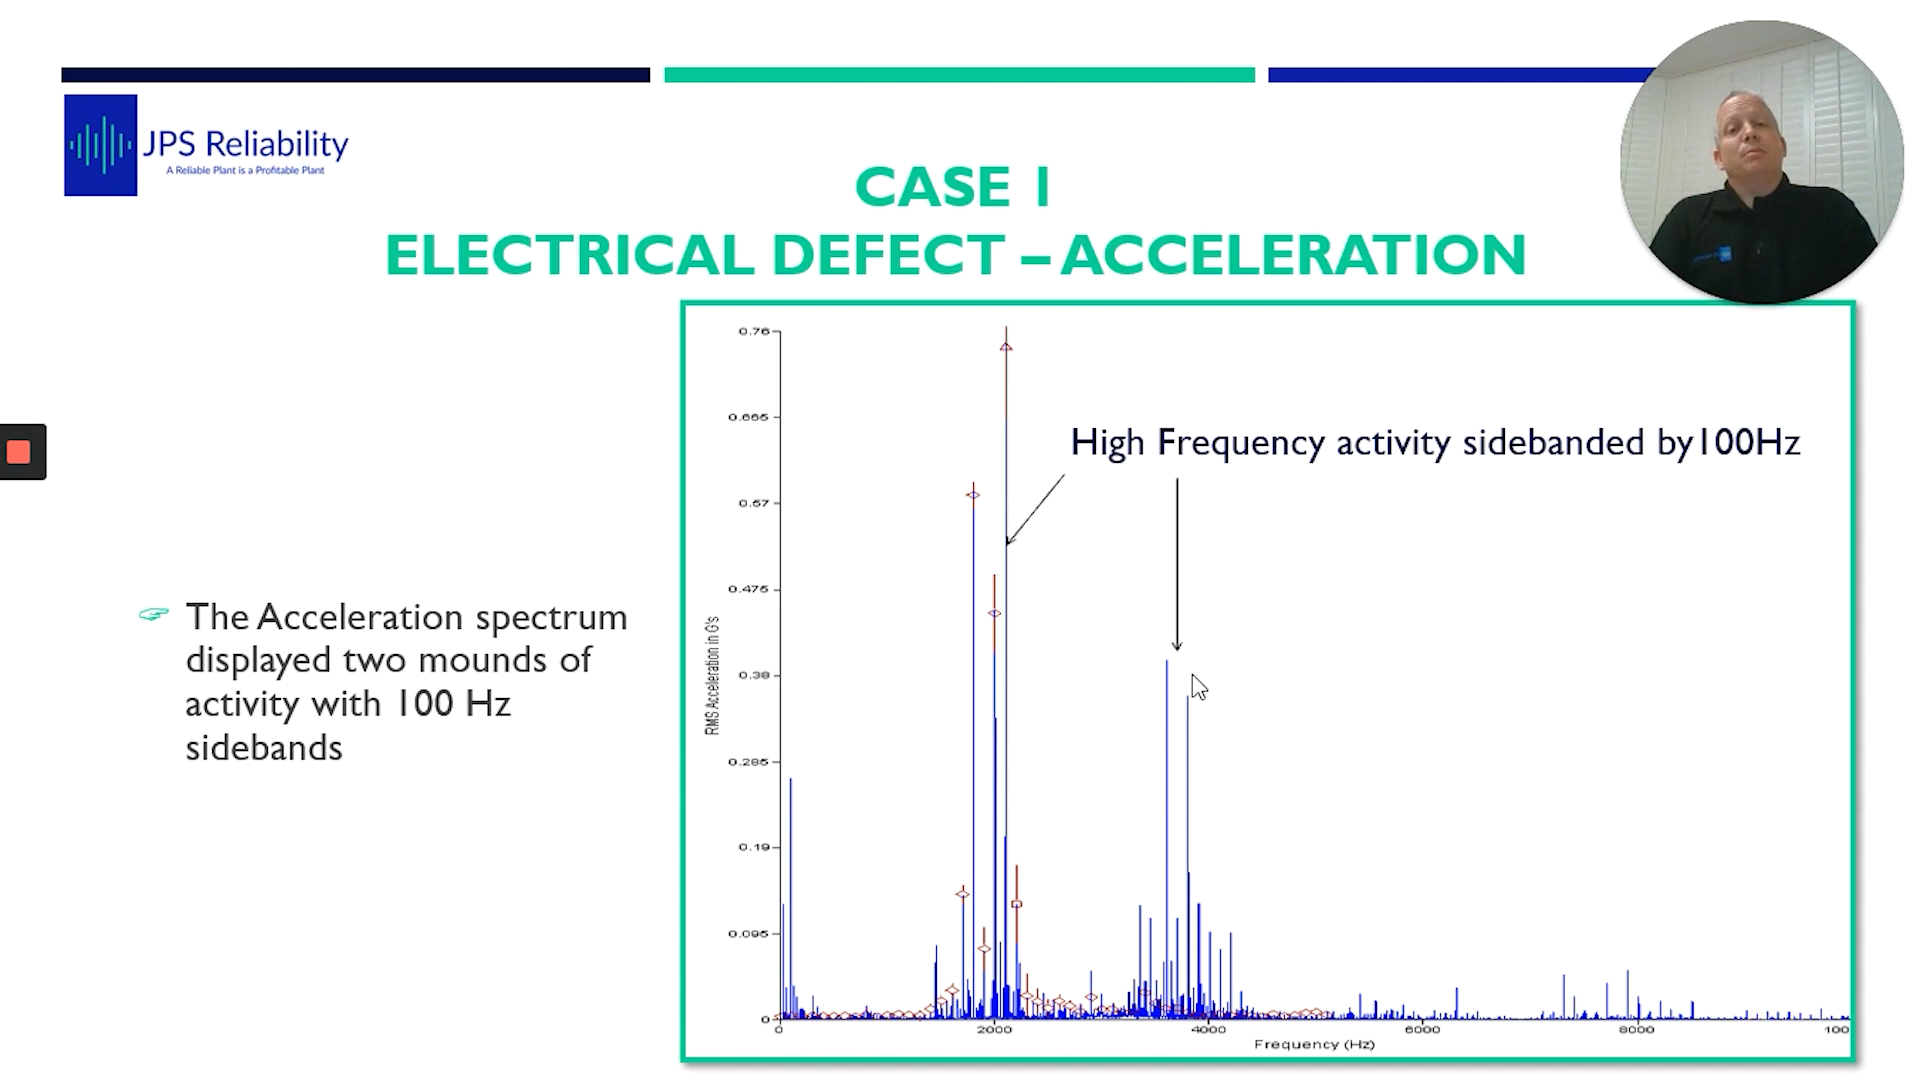 JPS Reliability
A Reliable Plant is a Profitable Plant
CASE 1
ELECTRICAL DEFECT – ACCELERATION
The Acceleration spectrum
displayed two mounds of
activity with 100 Hz
sidebands
High Frequency activity sidebanded by100Hz
0.76
0.665
0.57
0.475
0.38
0.285
0.19
0.095
0
RMS Acceleration in G's
0
2000
4000
6000
8000
100
Frequency (Hz)